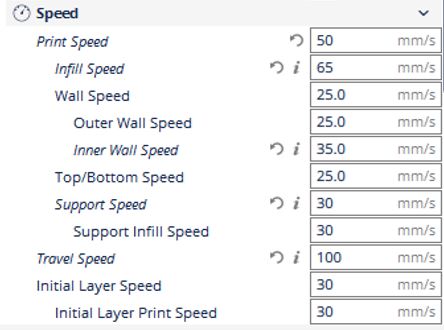 Speed
Print Speed 50 mm/s
Infill Speed i 65 mm/s
Wall Speed 25.0 mm/s
Outer Wall Speed 25.0 mm/s
Inner Wall Speed i 35.0 mm/s
Top/Bottom Speed 25.0 mm/s
Support Speed i 30 mm/s
Support Infill Speed 30 mm/s
Travel Speed i 100 mm/s
Initial Layer Speed 30 mm/s
Initial Layer Print Speed 30 mm/s